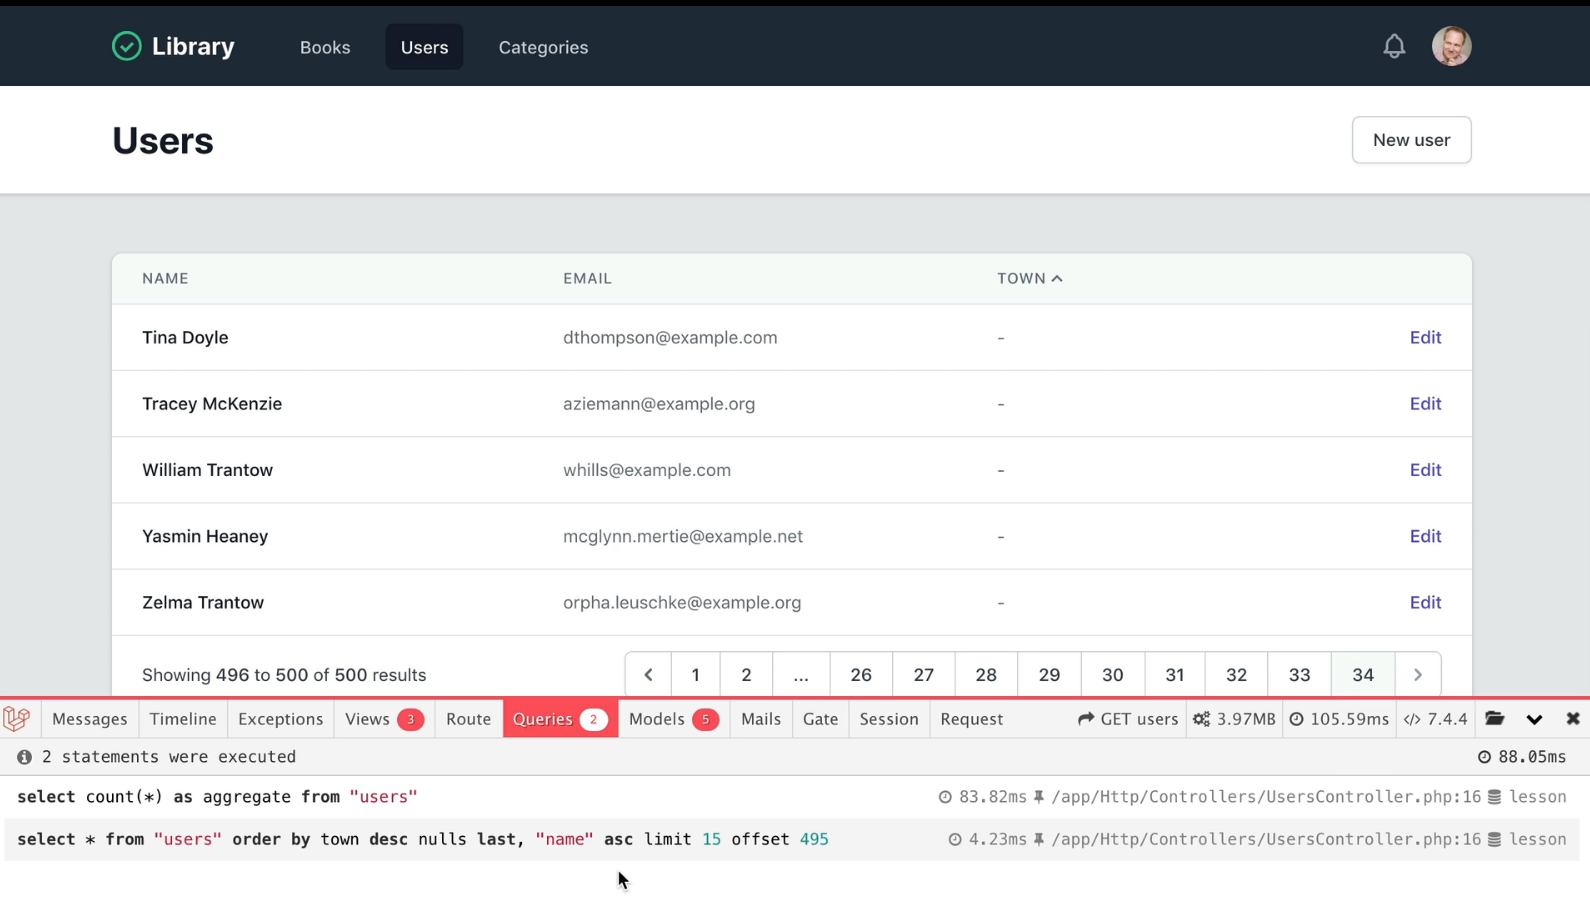 Library Books Users Categories
Users New user
NAME EMAIL TOWN
Tina Doyle dthompson@example.com - Edit
Tracey McKenzie aziemann@example.org - Edit
William Trantow whills@example.com - Edit
Yasmin Heaney mcglynn.mertie@example.net - Edit
Zelma Trantow orpha.leuschke@example.org - Edit
Showing 496 to 500 of 500 results 1 2 ... 26 27 28 29 30 31 32 33 34
Messages Timeline Exceptions Views 3 Route Queries 2 Models 5 Mails Gate Session Request GET users 3.97MB 105.59ms </> 7.4.4
2 statements were executed 88.05ms
select count(*) as aggregate from "users" 83.82ms /app/Http/Controllers/UsersController.php:16 lesson
select * from "users" order by town desc nulls last, "name" asc limit 15 offset 495 4.23ms /app/Http/Controllers/UsersController.php:16 lesson